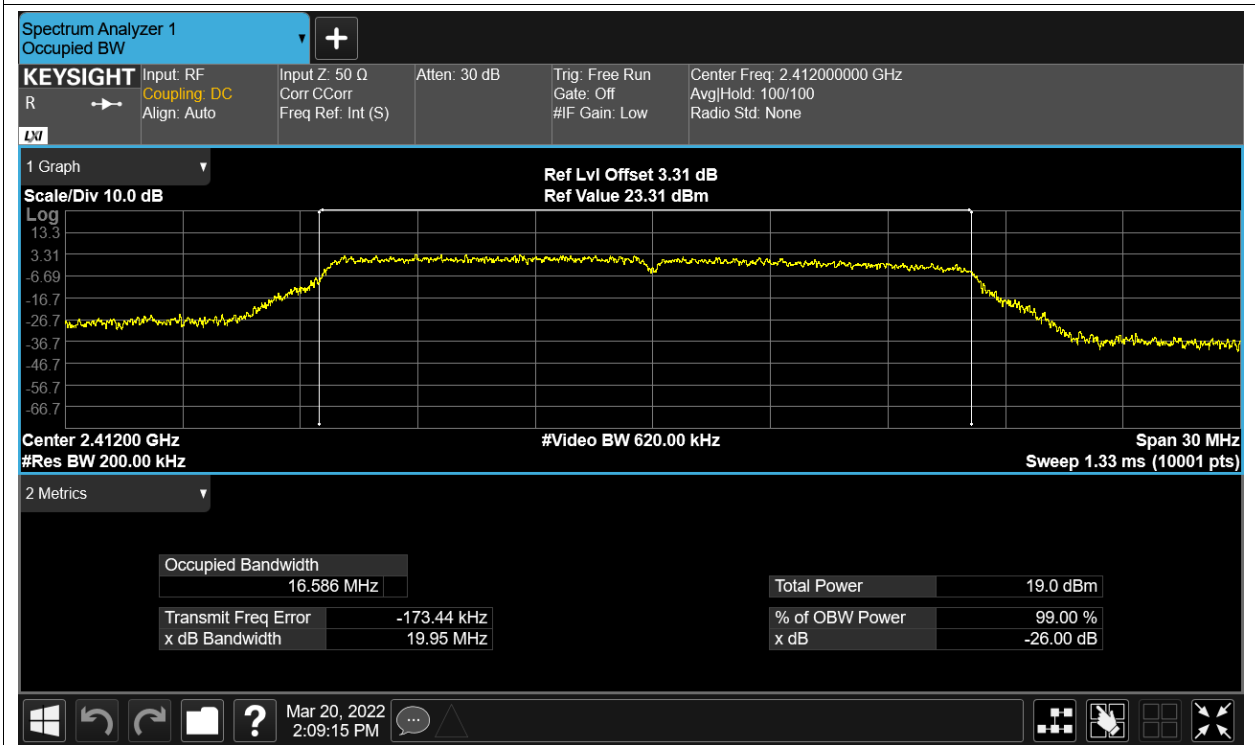 Spectrum Analyzer 1
Occupied BW
KEYSIGHT
R
LXI
Input: RF
Coupling: DC
Align: Auto
Input Z: 50 Ω
Corr CCorr
Freq Ref: Int (S)
Atten: 30 dB
Trig: Free Run
Gate: Off
#IF Gain: Low
Center Freq: 2.412000000 GHz
Avg|Hold: 100/100
Radio Std: None
1 Graph
Scale/Div 10.0 dB
Ref Lvl Offset 3.31 dB
Ref Value 23.31 dBm
Log
13.3
3.31
-6.69
-16.7
-26.7
-36.7
-46.7
-56.7
-66.7
Center 2.41200 GHz
#Res BW 200.00 kHz
#Video BW 620.00 kHz
Span 30 MHz
Sweep 1.33 ms (10001 pts)
2 Metrics
Occupied Bandwidth
16.586 MHz
Transmit Freq Error -173.44 kHz
x dB Bandwidth 19.95 MHz
Total Power 19.0 dBm
% of OBW Power 99.00 %
x dB -26.00 dB
?
Mar 20, 2022
2:09:15 PM